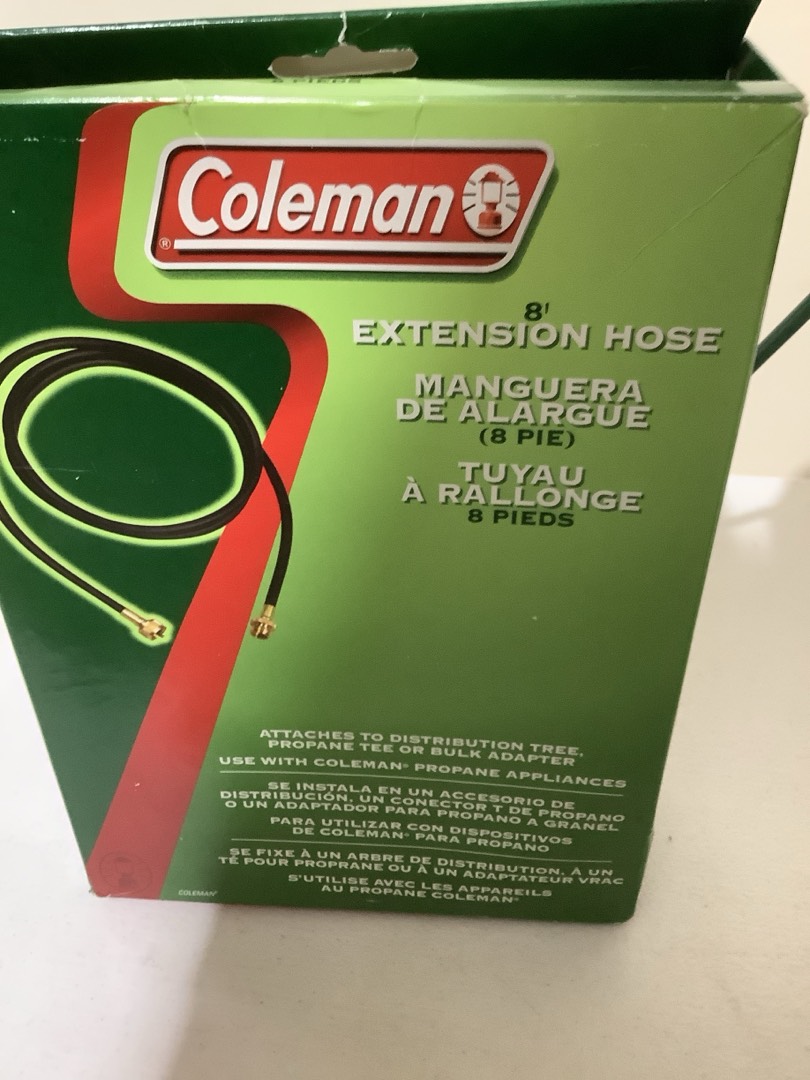 8 PIEDS
Coleman
®
8'
EXTENSION HOSE
MANGUERA
DE ALARGUE
(8 PIE)
TUYAU
À RALLONGE
8 PIEDS
ATTACHES TO DISTRIBUTION TREE,
PROPANE TEE OR BULK ADAPTER
USE WITH COLEMAN® PROPANE APPLIANCES
SE INSTALA EN UN ACCESORIO DE
DISTRIBUCIÓN, UN CONECTOR T DE PROPANO
O UN ADAPTADOR PARA PROPANO A GRANEL
PARA UTILIZAR CON DISPOSITIVOS
DE COLEMAN® PARA PROPANO
SE FIXE À UN ARBRE DE DISTRIBUTION, À UN
TÉ POUR PROPRANE OU À UN ADAPTATEUR VRAC
S'UTILISE AVEC LES APPAREILS
AU PROPANE COLEMAN®
COLEMAN®